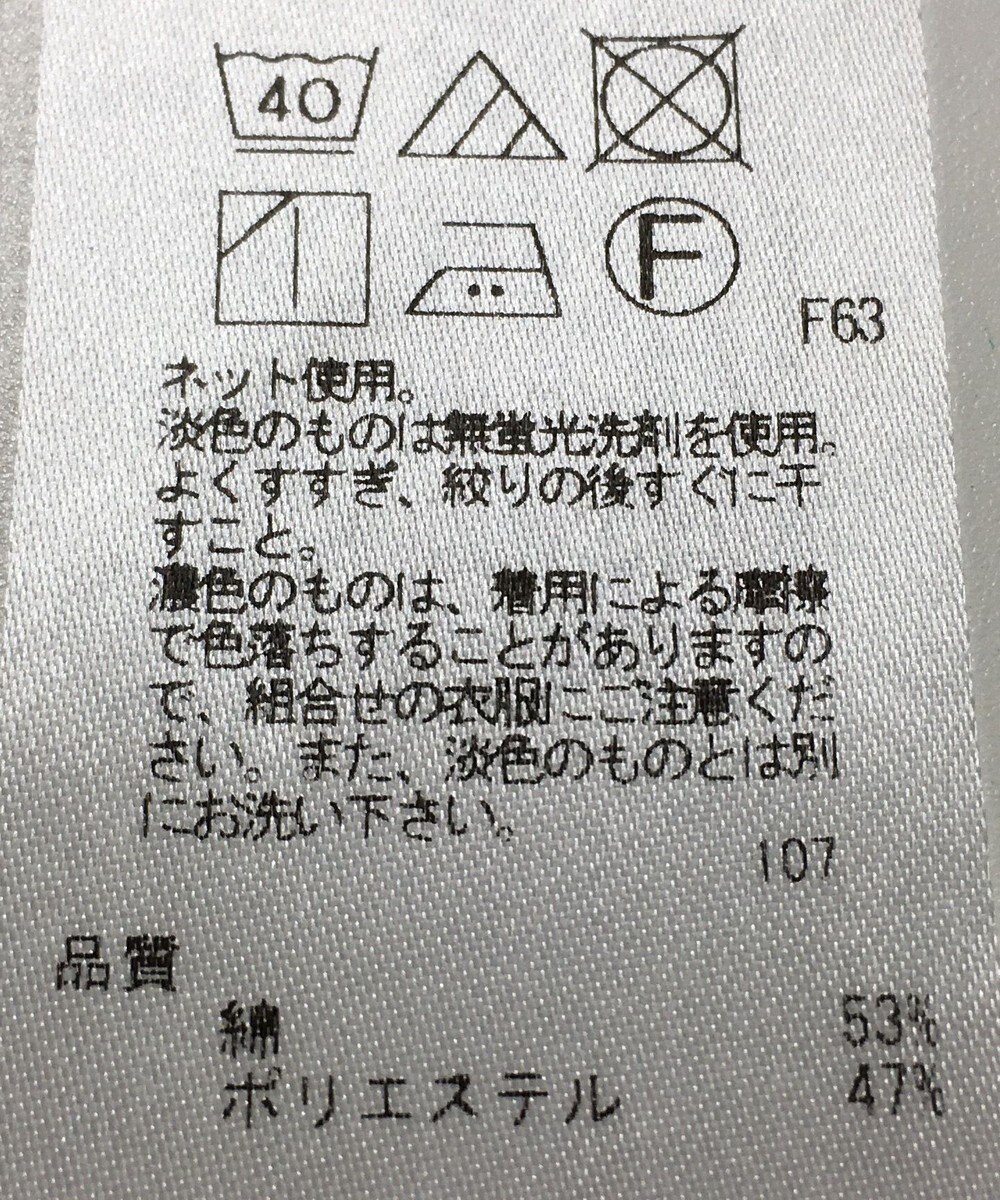 40
F
F63
ネット使用。
淡色のものは無蛍光洗剤を使用。
よくすすぎ、絞りの後すぐに干
すこと。
濃色のものは、着用による摩擦
で色落ちすることがありますの
で、組合せの衣服にご注意くだ
さい。また、淡色のものとは別
にお洗い下さい。
107
品質
綿 53%
ポリエステル 47%